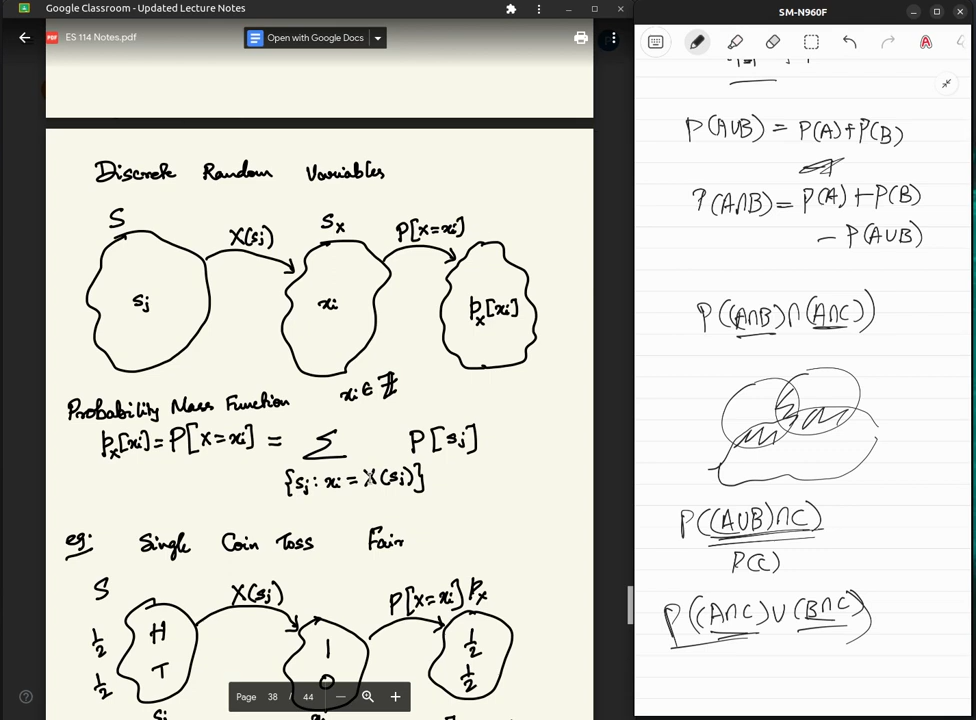 Google Classroom - Updated Lecture Notes
PDF ES 114 Notes.pdf
Open with Google Docs
Discrete Random Variables
S
X(sj)
Sx
P[X=xi]
sj
xi
px[xi]
xi ∈ ℤ
Probability Mass Function
px[xi] = P[X=xi] = Σ P[sj]
{sj : xi = X(sj)}
eg: Single Coin Toss Fair
S
X(sj)
P[X=xi] px
1/2 H
1
1/2
1/2 T
0
1/2
sj
xi
Page 38 / 44
SM-N960F
P(A∪B) = P(A)+P(B)
P(A∩B) = P(A)+P(B)
- P(A∪B)
P((A∩B)∩(A∩C))
P((A∪B)∩C)
P(C)
P((A∩C)∪(B∩C))